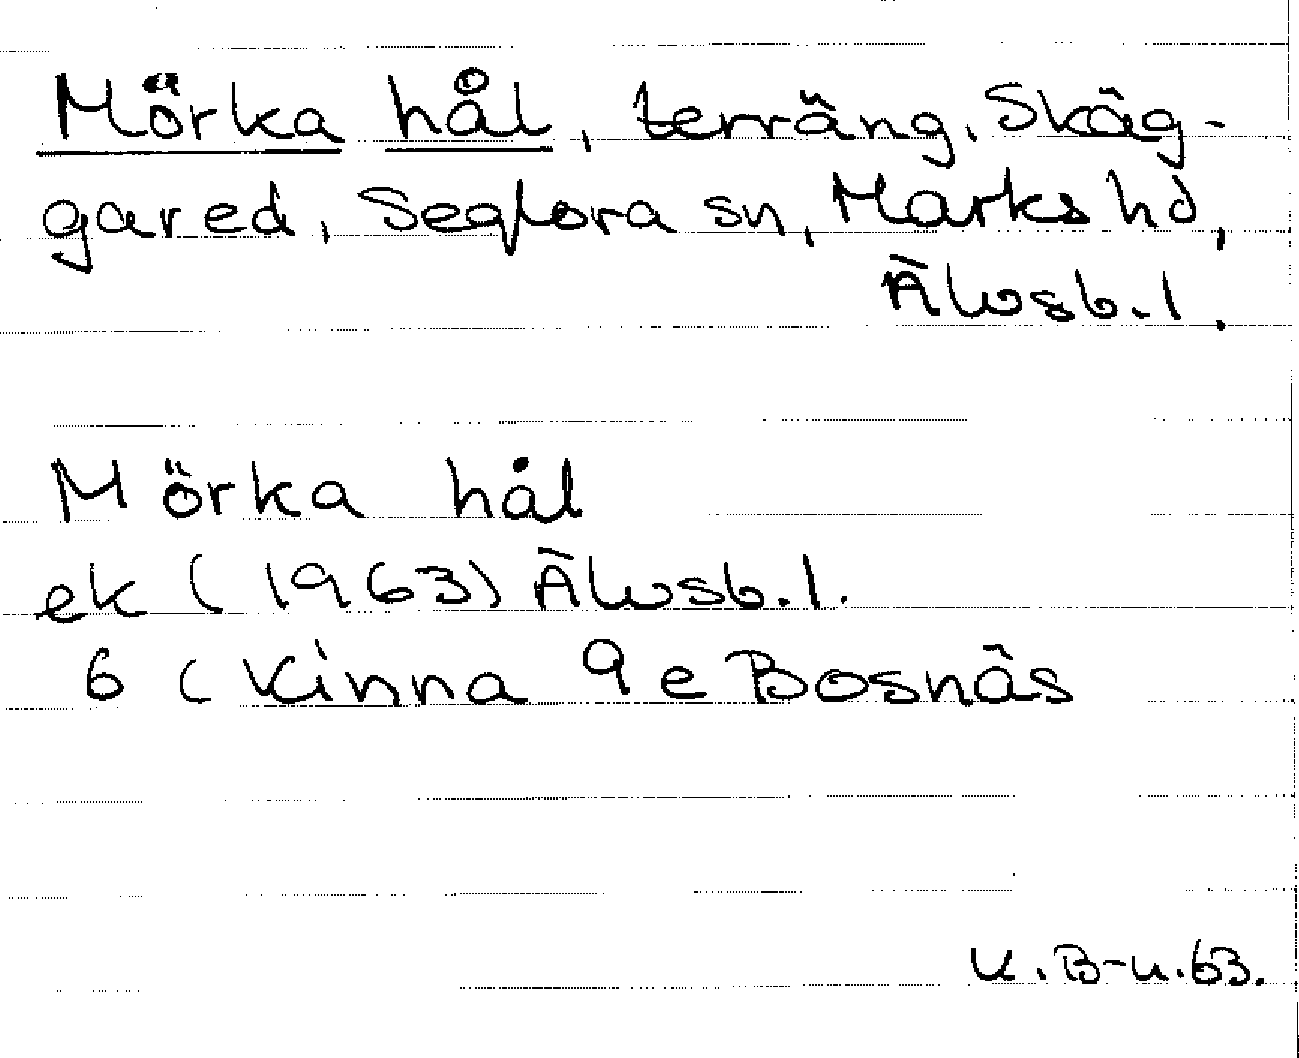 Mörka hål, terräng, Skäg-
gared, Seglora sn, Marks hd,
Älvsb.l.
Mörka hål
ek (1963) Älvsb.l.
6 C Kinna 9e Bosnäs
K.B-n.63.